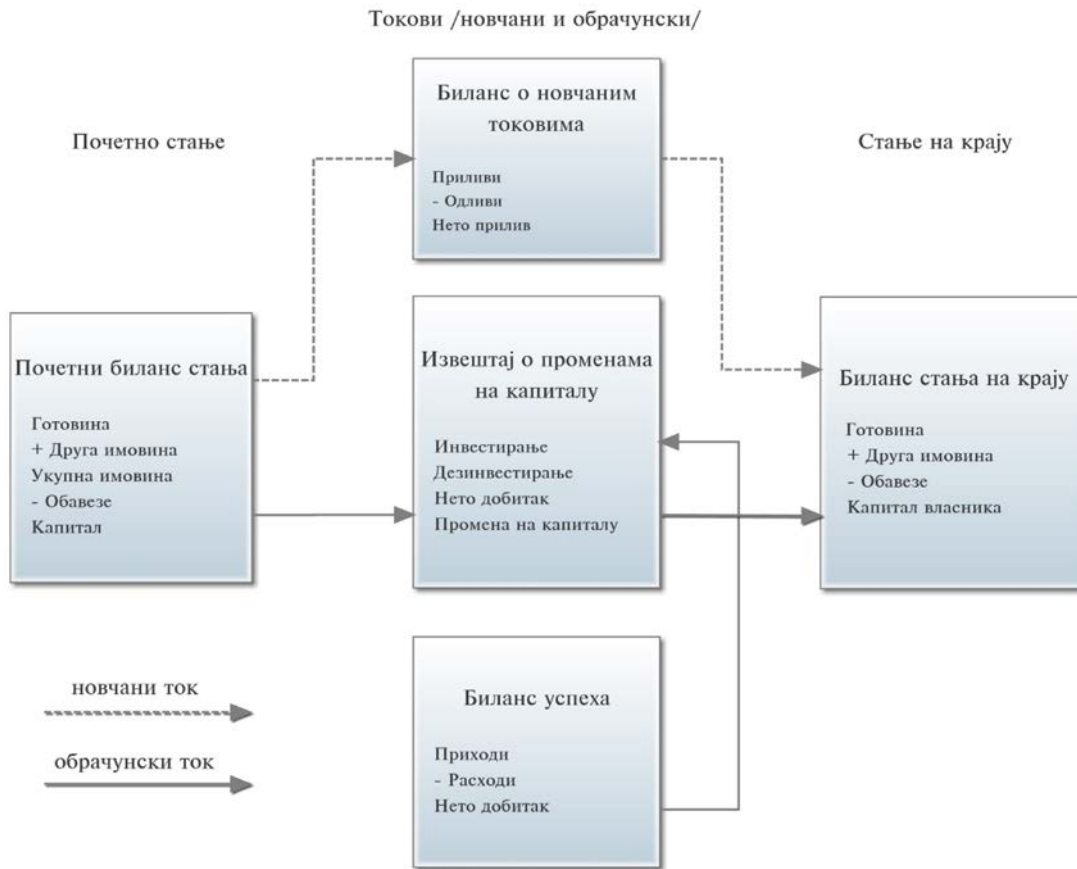 Токови /новчани и обрачунски/
Почетно стање
Биланс о новчаним
токовима
Приливи
- Одливи
Нето прилив
Стање на крају
Почетни биланс стања
Готовина
+ Друга имовина
Укупна имовина
- Обавезе
Капитал
Извештај о променама
на капиталу
Инвестирање
Дезинвестирање
Нето добитак
Промена на капиталу
Биланс стања на крају
Готовина
+ Друга имовина
- Обавезе
Капитал власника
новчани ток
обрачунски ток
Биланс успеха
Приходи
- Расходи
Нето добитак